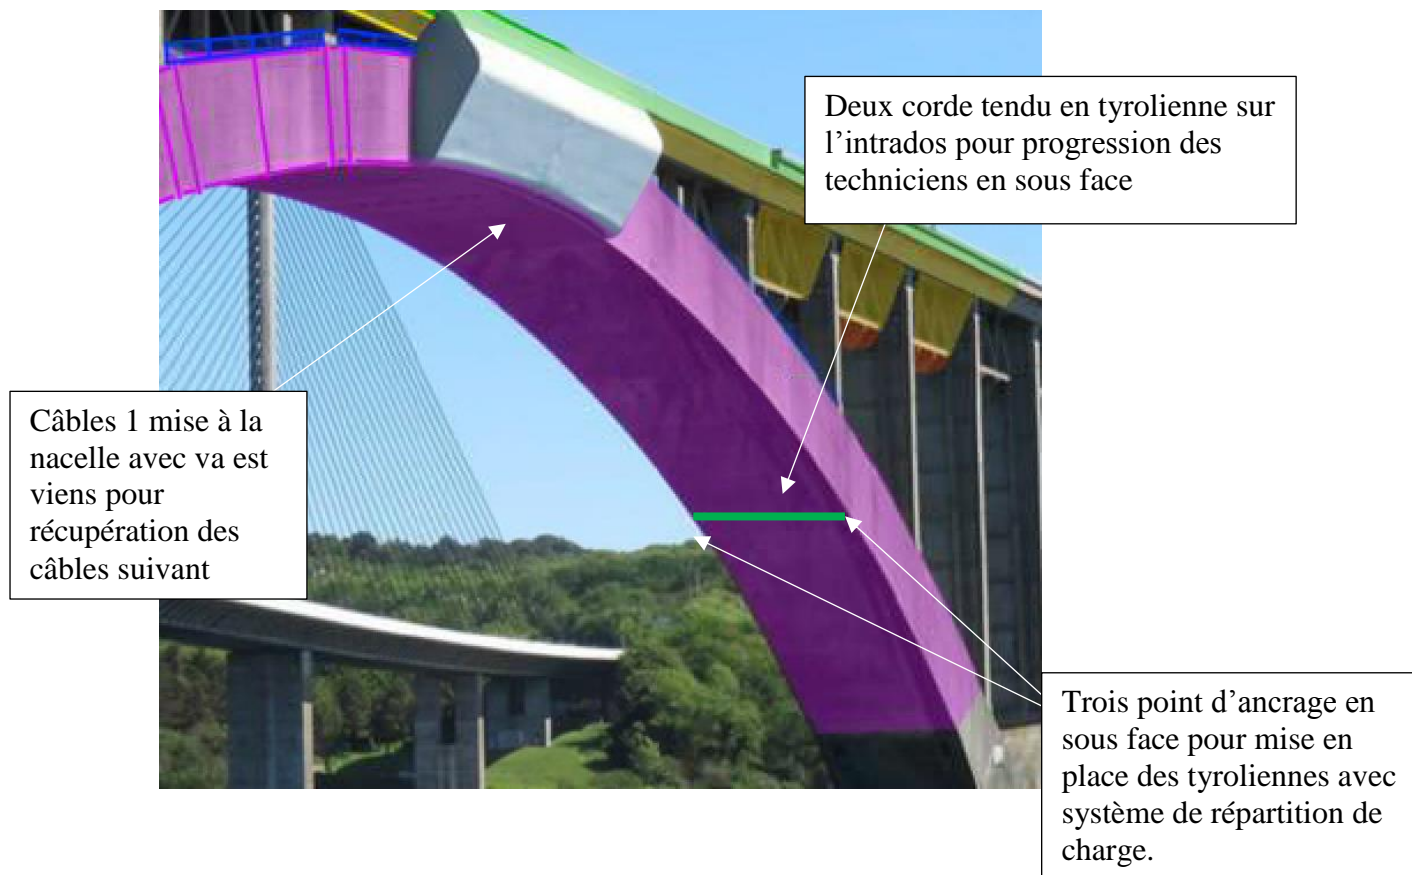 Deux corde tendu en tyrolienne sur
l’intrados pour progression des
techniciens en sous face
Câbles 1 mise à la
nacelle avec va est
viens pour
récupération des
câbles suivant
Trois point d’ancrage en
sous face pour mise en
place des tyroliennes avec
système de répartition de
charge.